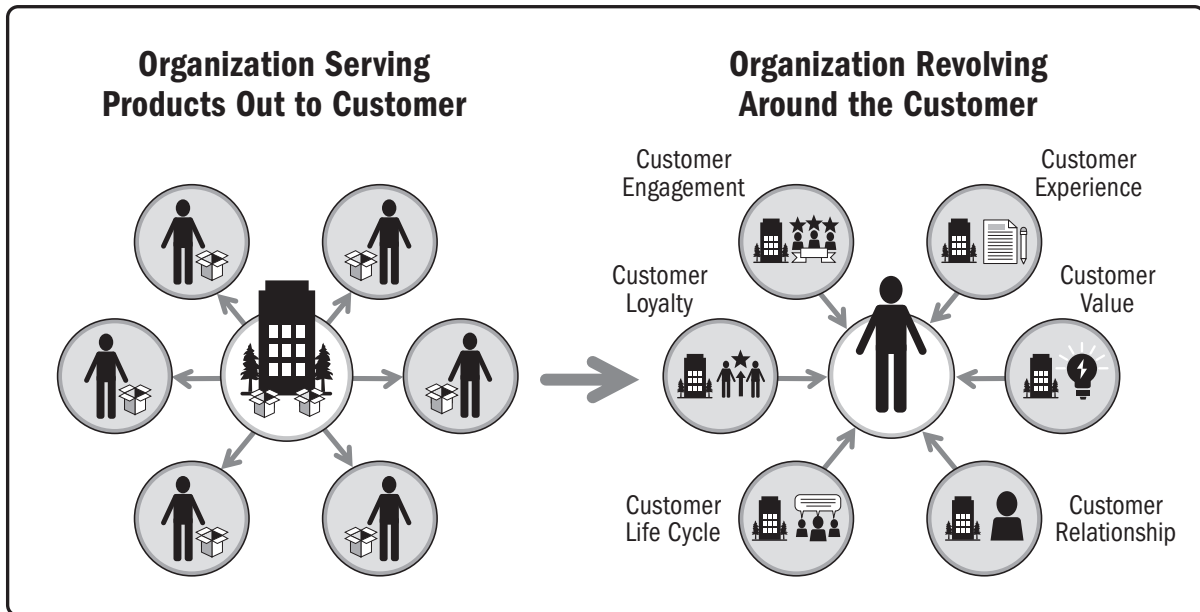 Organization Serving
Products Out to Customer
Organization Revolving
Around the Customer
Customer
Engagement
Customer
Experience
Customer
Loyalty
Customer
Value
Customer
Life Cycle
Customer
Relationship